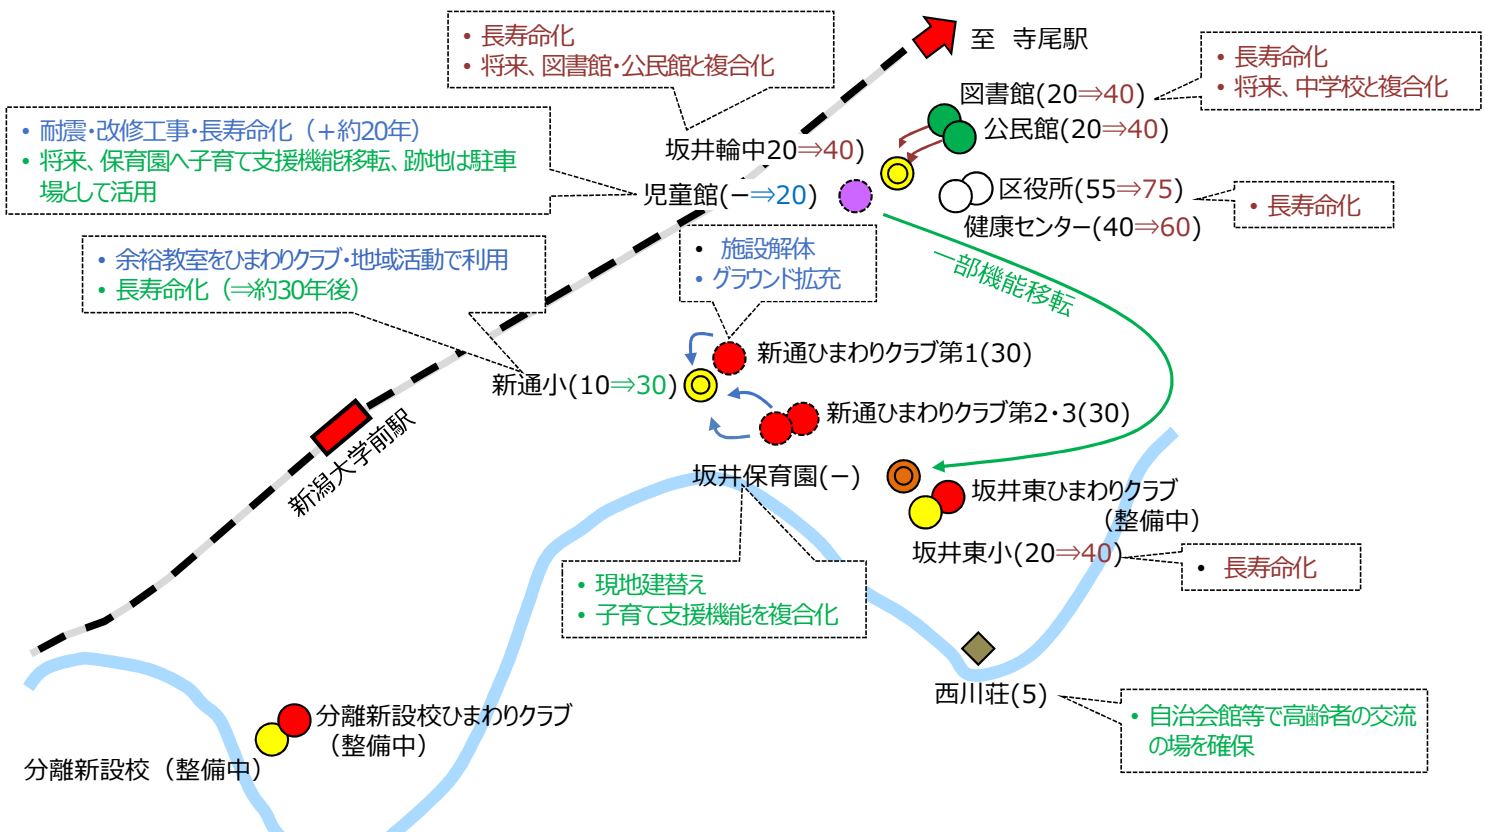 • 長寿命化
• 将来、図書館・公民館と複合化
至　寺尾駅
• 長寿命化
• 将来、中学校と複合化
図書館(20⇒40)
公民館(20⇒40)
• 耐震・改修工事・長寿命化（＋約20年）
• 将来、保育園へ子育て支援機能移転、跡地は駐車
場として活用
坂井輪中20⇒40)
児童館(－⇒20)
区役所(55⇒75)
健康センター(40⇒60)
• 長寿命化
• 余裕教室をひまわりクラブ・地域活動で利用
• 長寿命化（⇒約30年後）
• 施設解体
• グラウンド拡充
一部機能移転
新通ひまわりクラブ第1(30)
新通小(10⇒30)
新通ひまわりクラブ第2・3(30)
新潟大学前駅
坂井保育園(－)
坂井東ひまわりクラブ
（整備中）
坂井東小(20⇒40)
• 長寿命化
• 現地建替え
• 子育て支援機能を複合化
西川荘(5)
• 自治会館等で高齢者の交流
の場を確保
分離新設校ひまわりクラブ
（整備中）
分離新設校（整備中）